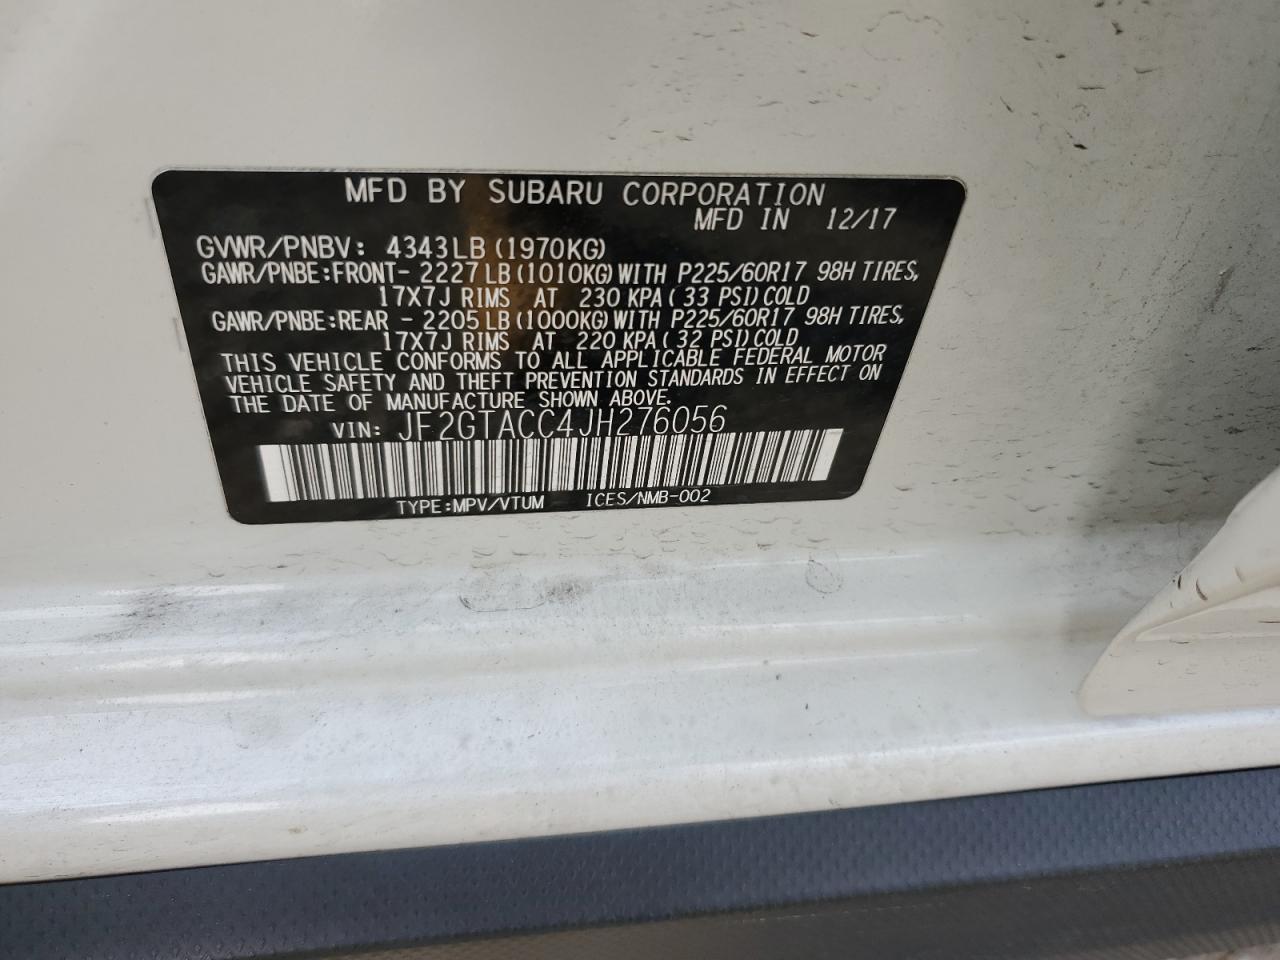 MFD BY SUBARU CORPORATION
MFD IN 12/17
GVWR/PNBV: 4343LB (1970KG)
GAWR/PNBE:FRONT- 2227 LB (1010KG) WITH P225/60R17 98H TIRES,
17X7J RIMS AT 230 KPA ( 33 PSI) COLD
GAWR/PNBE:REAR - 2205 LB (1000KG) WITH P225/60R17 98H TIRES,
17X7J RIMS AT 220 KPA ( 32 PSI) COLD
THIS VEHICLE CONFORMS TO ALL APPLICABLE FEDERAL MOTOR
VEHICLE SAFETY AND THEFT PREVENTION STANDARDS IN EFFECT ON
THE DATE OF MANUFACTURE SHOWN ABOVE.
VIN: JF2GTACC4JH276056
TYPE:MPV/VTUM ICES/NMB-002